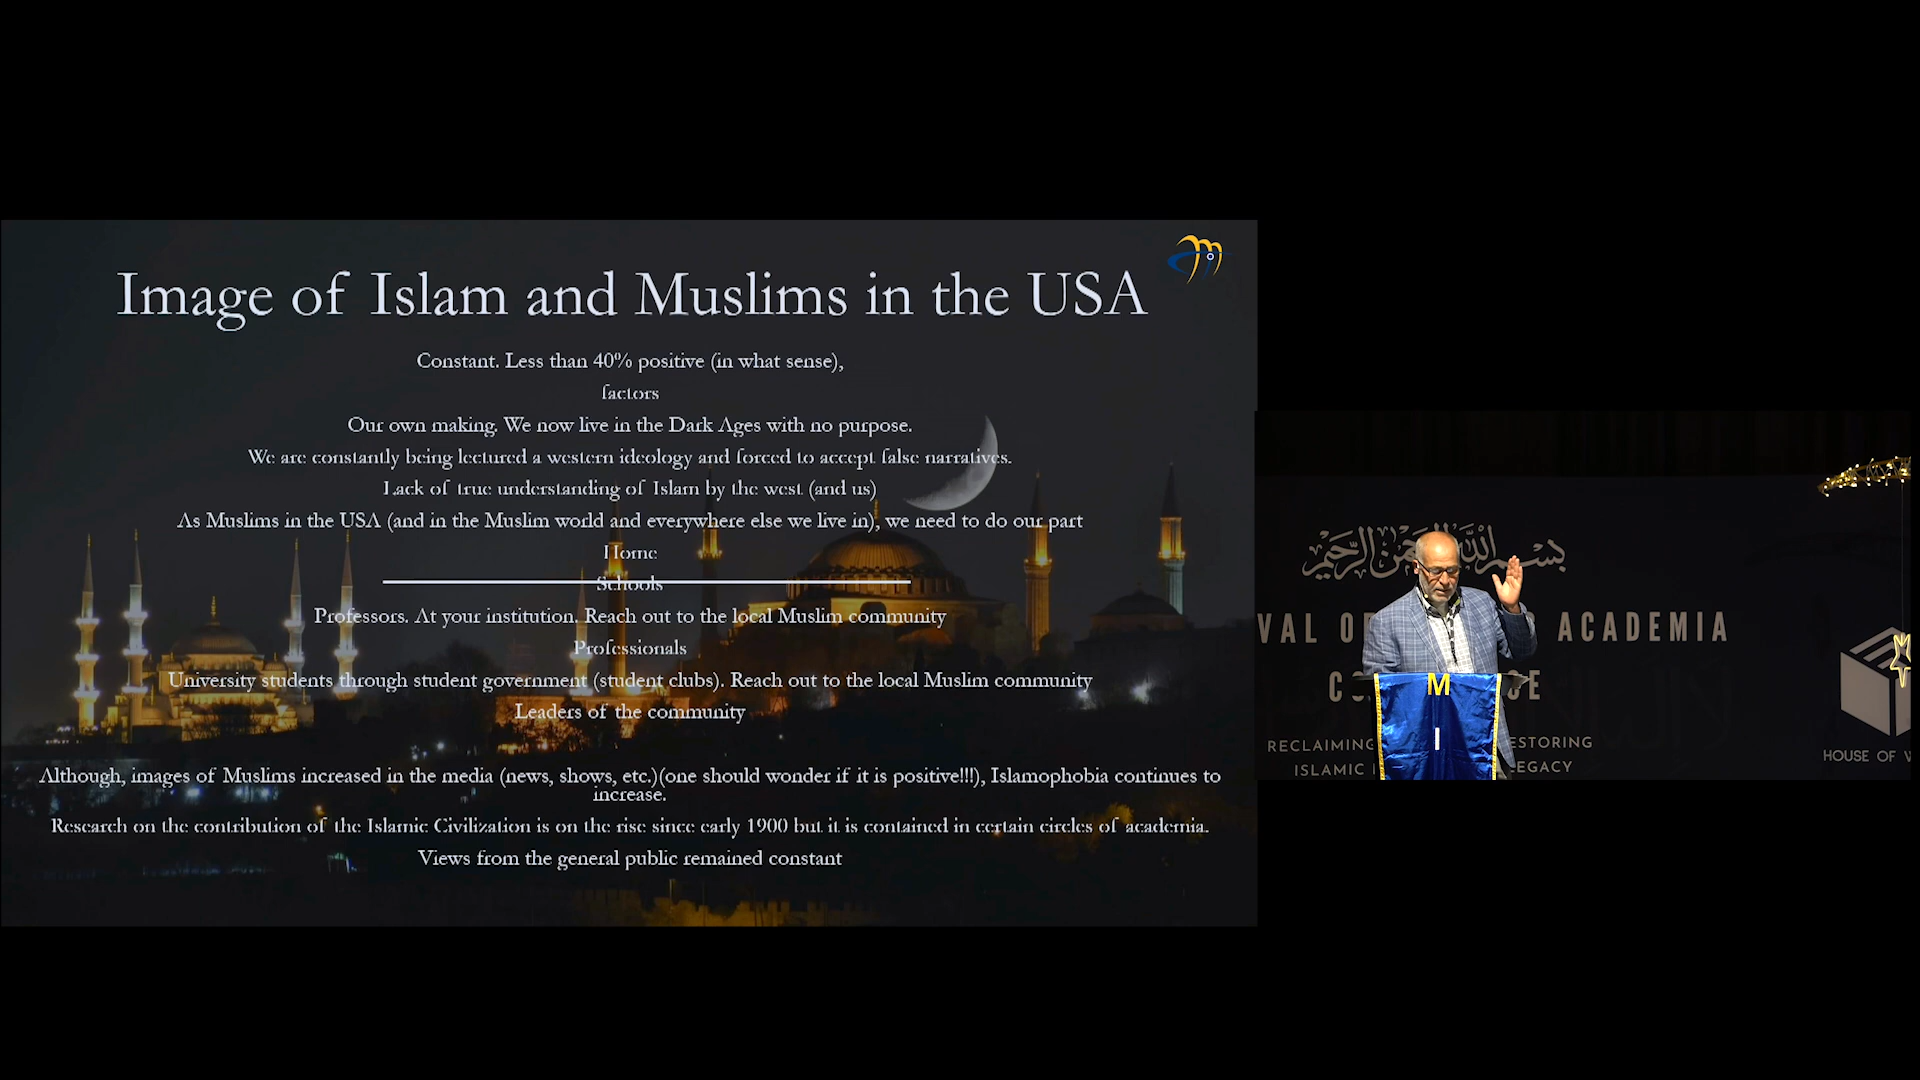 Image of Islam and Muslims in the USA
Constant. Less than 40% positive (in what sense),
factors
Our own making. We now live in the Dark Ages with no purpose.
We are constantly being lectured a western ideology and forced to accept false narratives.
Lack of true understanding of Islam by the west (and us)
As Muslims in the USA (and in the Muslim world and everywhere else we live in), we need to do our part
Home
Schools
Professors. At your institution. Reach out to the local Muslim community
Professionals
University students through student government (student clubs). Reach out to the local Muslim community
Leaders of the community
Although, images of Muslims increased in the media (news, shows, etc.)(one should wonder if it is positive!!!), Islamophobia continues to
increase.
Research on the contribution of the Islamic Civilization is on the rise since early 1900 but it is contained in certain circles of academia.
Views from the general public remained constant
بسم الله الرحمن الرحيم
ACADEMIA
RECLAIMING
ISLAMIC
HOUSE OF
M